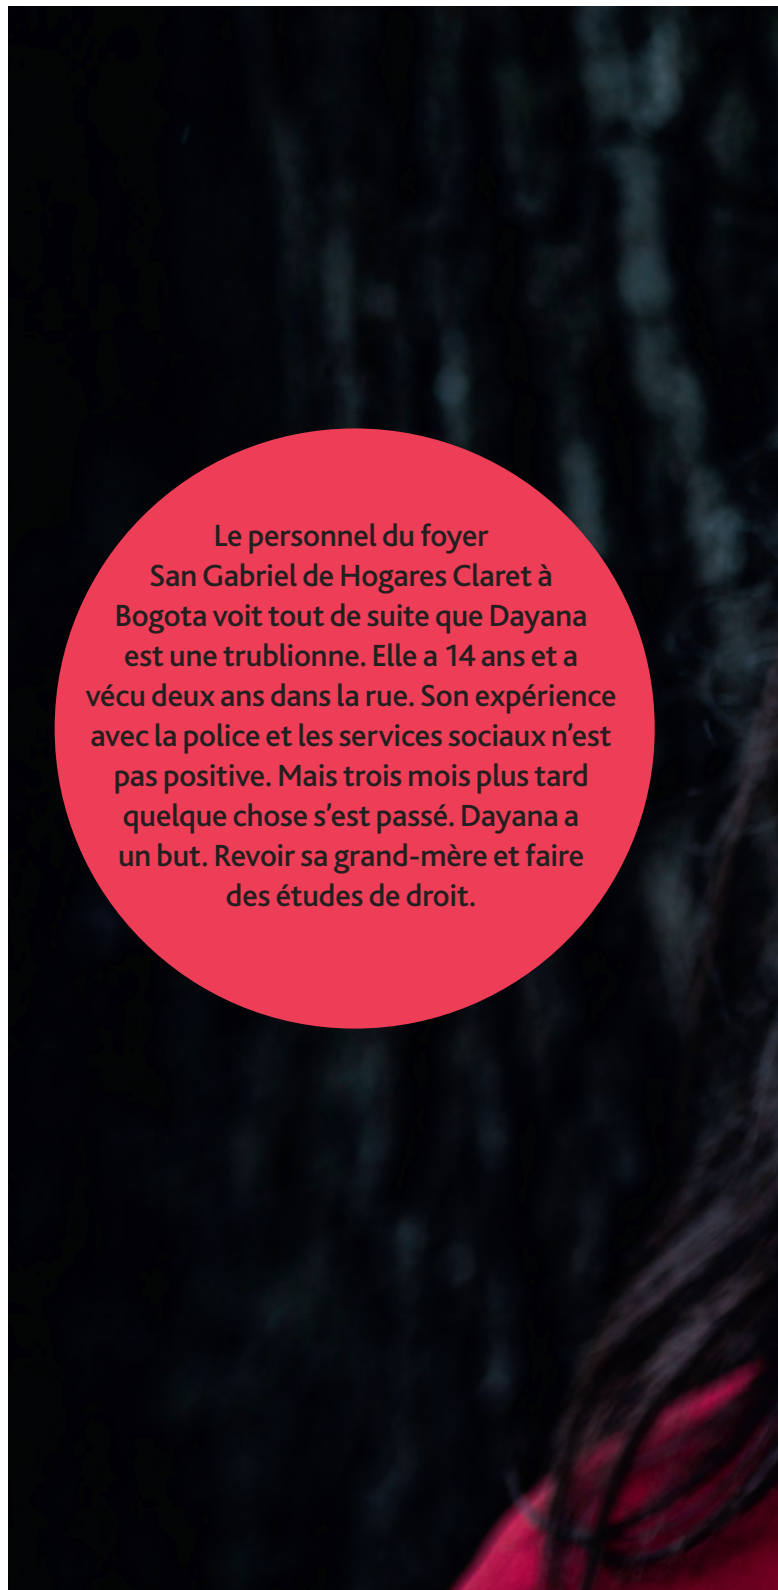 Le personnel du foyer
San Gabriel de Hogares Claret à
Bogota voit tout de suite que Dayana
est une trublionne. Elle a 14 ans et a
vécu deux ans dans la rue. Son expérience
avec la police et les services sociaux n’est
pas positive. Mais trois mois plus tard
quelque chose s’est passé. Dayana a
un but. Revoir sa grand-mère et faire
des études de droit.